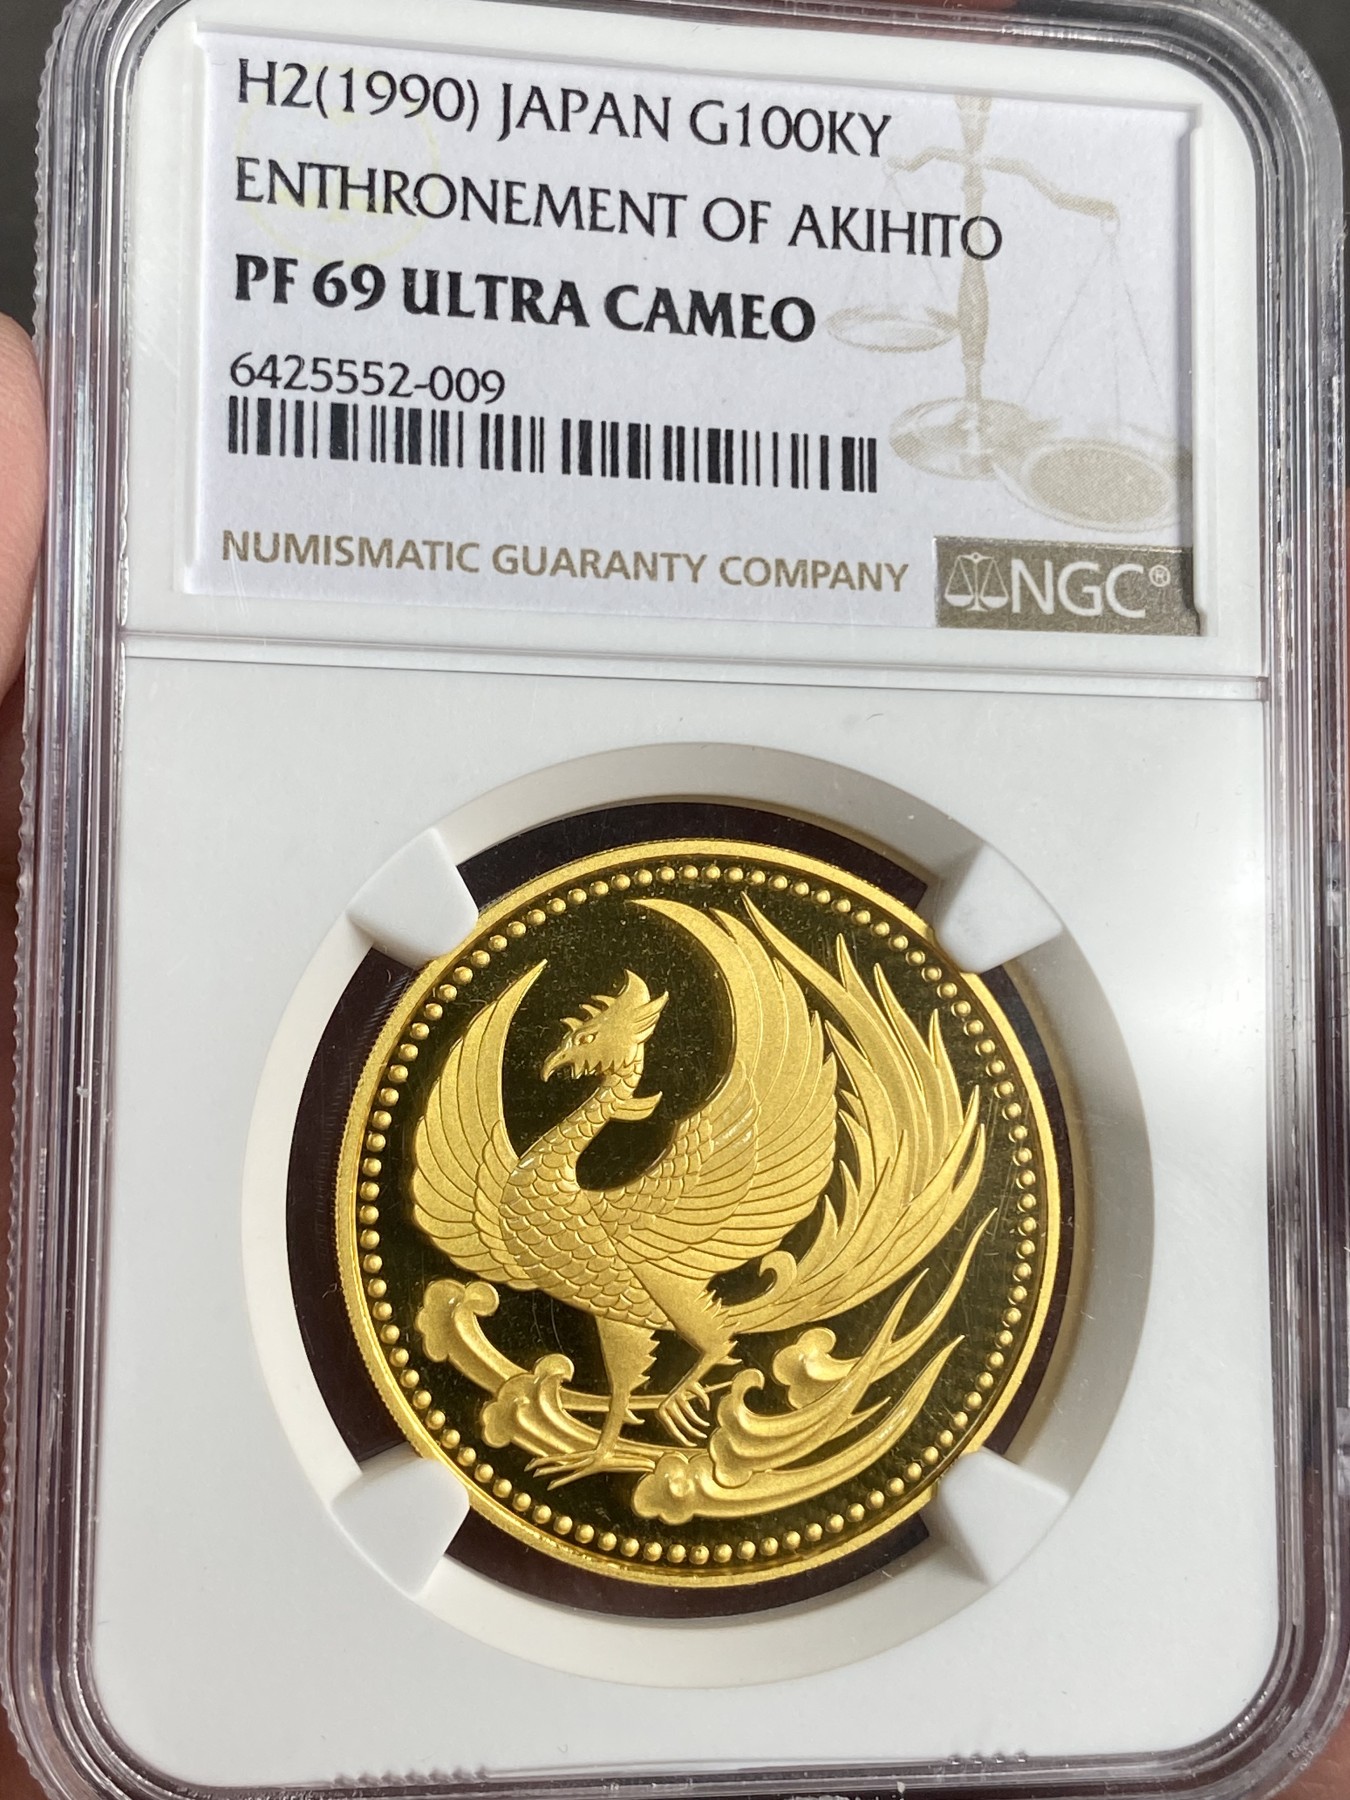 H2(1990) JAPAN G100KY
ENTHRONEMENT OF AKIHITO
PF 69 ULTRA CAMEO
6425552-009
NUMISMATIC GUARANTY COMPANY
NGC®